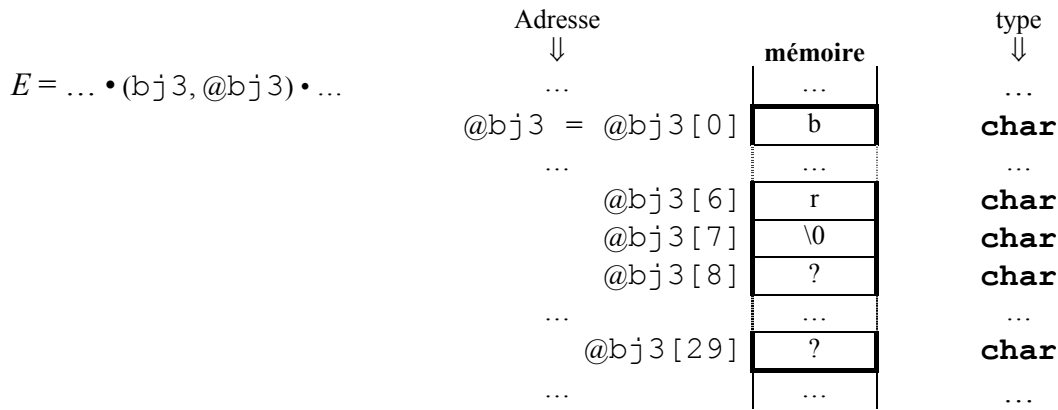 Adresse type
⇓ mémoire ⇓
E = … • (bj3, @bj3) • … … … …
@bj3 = @bj3[0] b char
… … …
@bj3[6] r char
@bj3[7] \0 char
@bj3[8] ? char
… … …
@bj3[29] ? char
… … …